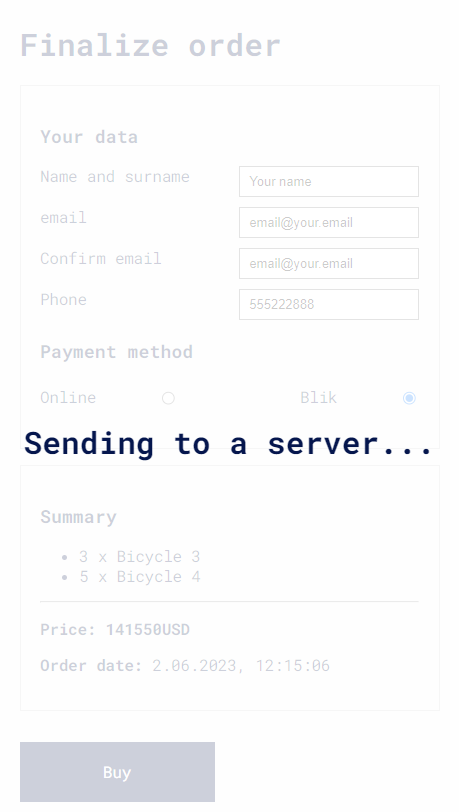 Finalize order
Your data
Name and surname Your name
email email@your.email
Confirm email email@your.email
Phone 555222888
Payment method
Online Blik
Sending to a server...
Summary
• 3 x Bicycle 3
• 5 x Bicycle 4
Price: 141550USD
Order date: 2.06.2023, 12:15:06
Buy